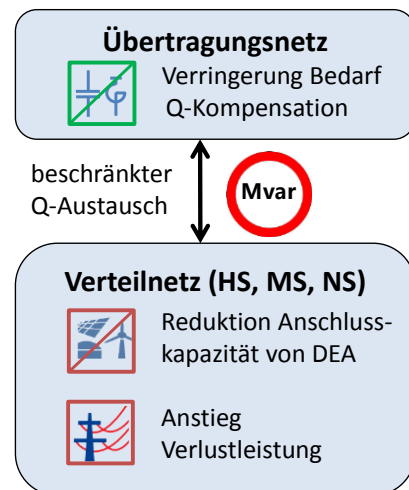 Übertragungsnetz
Verringerung Bedarf
Q-Kompensation
beschränkter
Q-Austausch
Mvar
Verteilnetz (HS, MS, NS)
Reduktion Anschluss-
kapazität von DEA
Anstieg
Verlustleistung